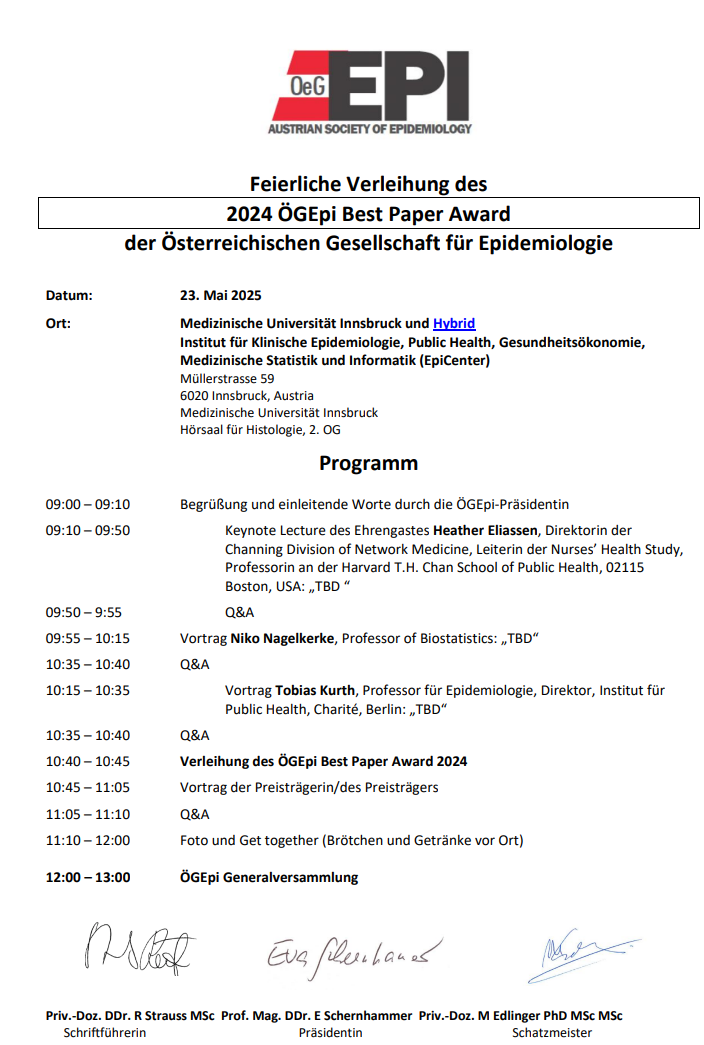 OeG EPI
AUSTRIAN SOCIETY OF EPIDEMIOLOGY
Feierliche Verleihung des
2024 ÖGEpi Best Paper Award
der Österreichischen Gesellschaft für Epidemiologie
Datum: 23. Mai 2025
Ort: Medizinische Universität Innsbruck und Hybrid
Institut für Klinische Epidemiologie, Public Health, Gesundheitsökonomie,
Medizinische Statistik und Informatik (EpiCenter)
Müllerstrasse 59
6020 Innsbruck, Austria
Medizinische Universität Innsbruck
Hörsaal für Histologie, 2. OG
Programm
09:00 – 09:10 Begrüßung und einleitende Worte durch die ÖGEpi-Präsidentin
09:10 – 09:50 Keynote Lecture des Ehrengastes Heather Eliassen, Direktorin der
Channing Division of Network Medicine, Leiterin der Nurses’ Health Study,
Professorin an der Harvard T.H. Chan School of Public Health, 02115
Boston, USA: „TBD “
09:50 – 9:55 Q&A
09:55 – 10:15 Vortrag Niko Nagelkerke, Professor of Biostatistics: „TBD“
10:35 – 10:40 Q&A
10:15 – 10:35 Vortrag Tobias Kurth, Professor für Epidemiologie, Direktor, Institut für
Public Health, Charité, Berlin: „TBD“
10:35 – 10:40 Q&A
10:40 – 10:45 Verleihung des ÖGEpi Best Paper Award 2024
10:45 – 11:05 Vortrag der Preisträgerin/des Preisträgers
11:05 – 11:10 Q&A
11:10 – 12:00 Foto und Get together (Brötchen und Getränke vor Ort)
12:00 – 13:00 ÖGEpi Generalversammlung
Eva
Priv.-Doz. DDr. R Strauss MSc Prof. Mag. DDr. E Schernhammer Priv.-Doz. M Edlinger PhD MSc MSc
Schriftführerin Präsidentin Schatzmeister